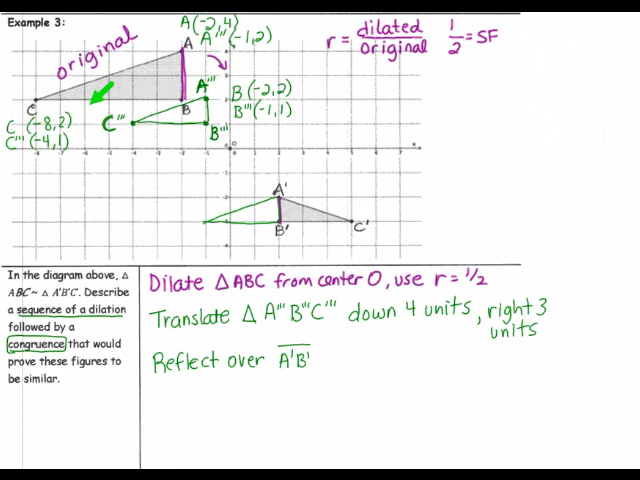 Example 3:
A(-2,4)
A'''(-1,2)
original
r = dilated / original
1/2 = SF
A
A'''
B(-2,2)
B'''(-1,1)
C
B
C'''
B'''
C (-8,2)
C'''(-4,1)
A'
B'
C'
In the diagram above, △
ABC~ △ A'B'C'. Describe
a sequence of a dilation
followed by a
congruence that would
prove these figures to
be similar.
Dilate △ABC from center O, use r = 1/2
Translate △ A'''B'''C''' down 4 units, right 3
units
Reflect over A'B'